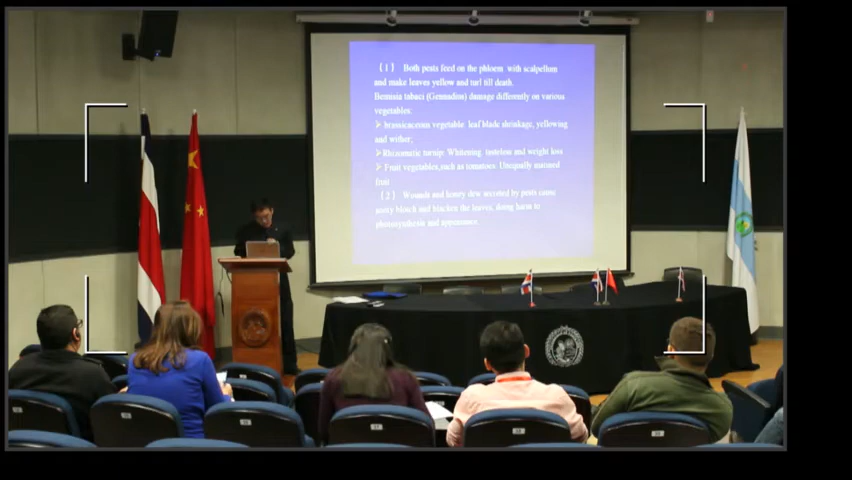 (1) Both pests feed on the phloem with scalpellum
and make leaves yellow and turl till death.
Bemisia tabaci (Gennadius) damage differently on various
vegetables:
➢ brassicaceous vegetable: leaf blade shrinkage, yellowing
and wither;
➢Rhizomatic turnip: Whitening, tasteless and weight loss
➢ Fruit vegetables,such as tomatoes: Unequally matured
fruit
(2) Wounds and honey dew secreted by pests cause
sooty blotch and blacken the leaves, doing harm to
photosynthesis and appearance.